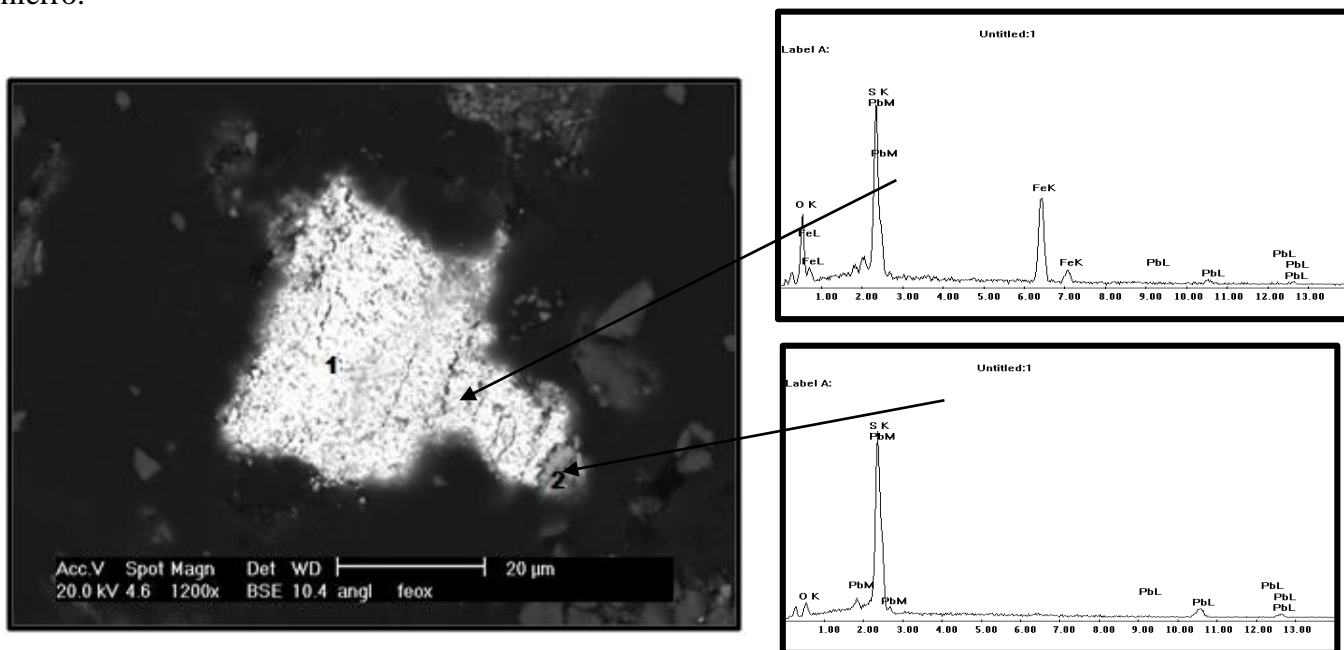 Untitled:1
Label A:
S K
PbM
PbM
FeK
O K
FeL
FeL
FeK
PbL
PbL
PbL
PbL
PbL
1.00 2.00 3.00 4.00 5.00 6.00 7.00 8.00 9.00 10.00 11.00 12.00 13.00
1
2
Acc.V Spot Magn Det WD 20 µm
20.0 kV 4.6 1200x BSE 10.4 angl feox
Untitled:1
Label A:
S K
PbM
PbM
O K
PbM
PbL
PbL
PbL
PbL
PbL
1.00 2.00 3.00 4.00 5.00 6.00 7.00 8.00 9.00 10.00 11.00 12.00 13.00